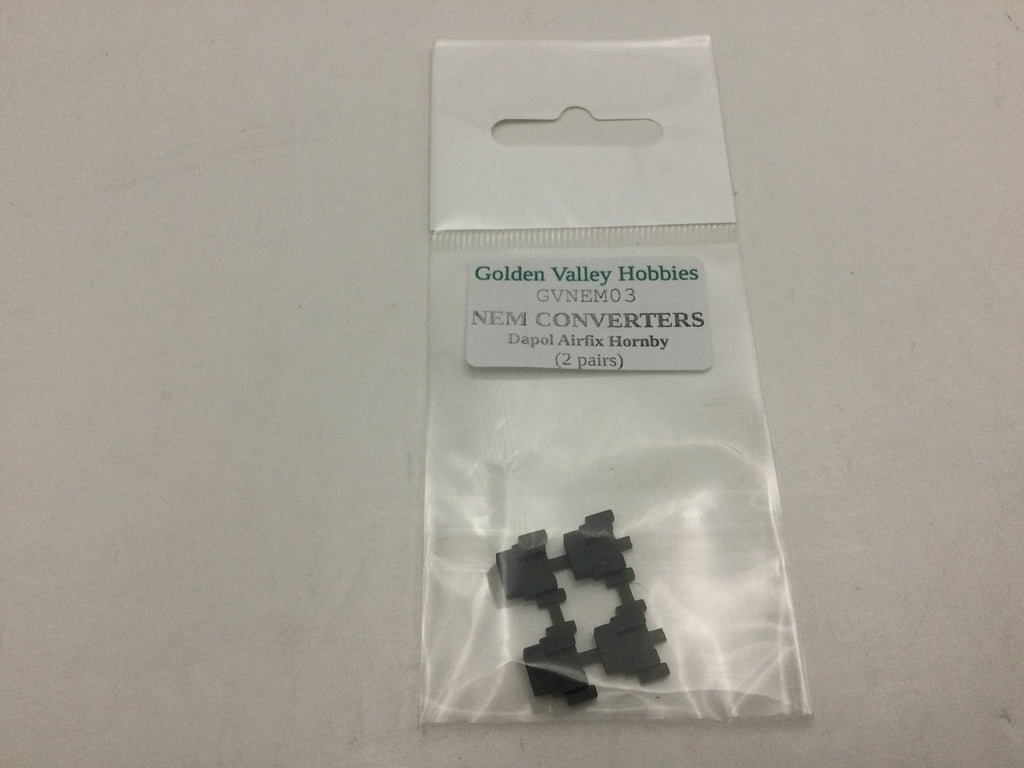 Golden Valley Hobbies
GVNEM03
NEM CONVERTERS
Dapol Airfix Hornby
(2 pairs)